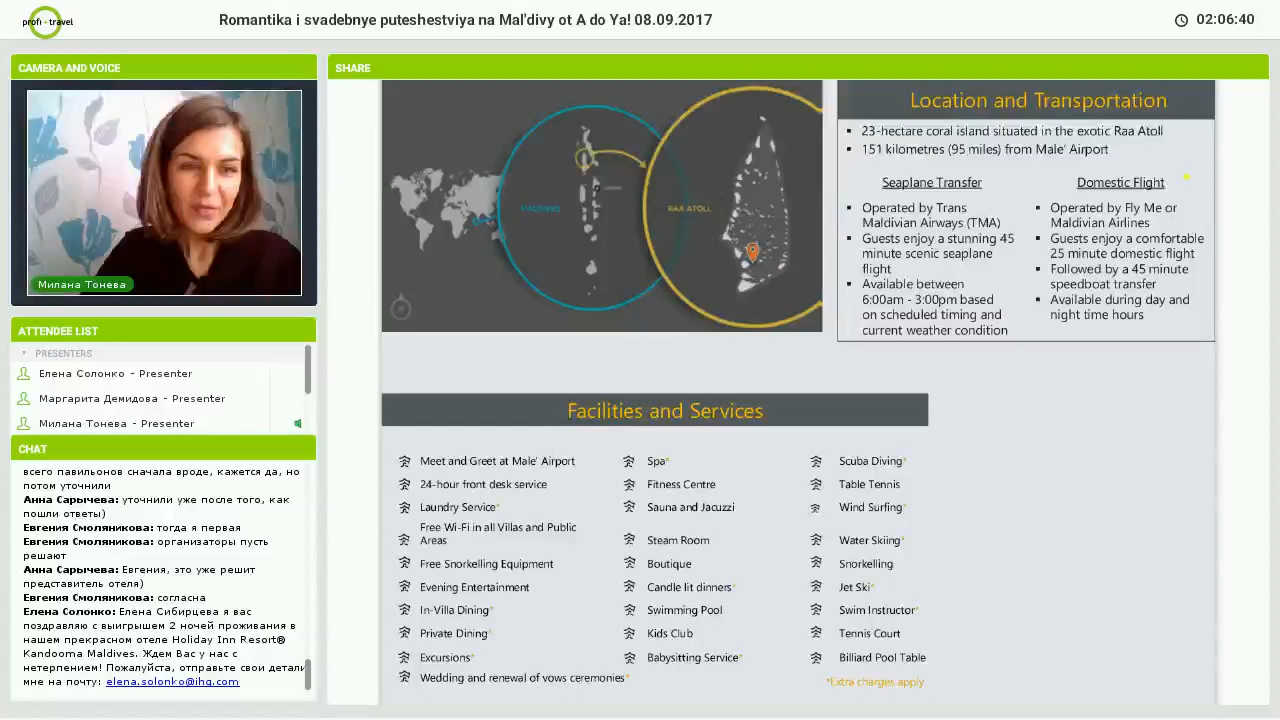 profi travel
Romantika i svadebnye puteshestviya na Mal'divy ot A do Ya! 08.09.2017
02:06:40
CAMERA AND VOICE
Милана Тонева
ATTENDEE LIST
PRESENTERS
Елена Солонко - Presenter
Маргарита Демидова - Presenter
Милана Тонева - Presenter
CHAT
всего павильонов сначала вроде, кажется да, но
потом уточнили
Анна Сарычева: уточнили уже после того, как
пошли ответы)
Евгения Смоляникова: тогда я первая
Евгения Смоляникова: организаторы пусть
решают
Анна Сарычева: Евгения, это уже решит
представитель отеля)
Евгения Смоляникова: согласна
Елена Солонко: Елена Сибирцева я вас
поздравляю с выигрышем 2 ночей проживания в
нашем прекрасном отеле Holiday Inn Resort®
Kandooma Maldives. Ждем Вас у нас с
нетерпением! Пожалуйста, отправьте свои детали
мне на почту: elena.solonko@ihg.com
SHARE
MALDIVES
RAA ATOLL
Location and Transportation
23-hectare coral island situated in the exotic Raa Atoll
151 kilometres (95 miles) from Male' Airport
Seaplane Transfer
Operated by Trans
Maldivian Airways (TMA)
Guests enjoy a stunning 45
minute scenic seaplane
flight
Available between
6:00am - 3:00pm based
on scheduled timing and
current weather condition
Domestic Flight
Operated by Fly Me or
Maldivian Airlines
Guests enjoy a comfortable
25 minute domestic flight
Followed by a 45 minute
speedboat transfer
Available during day and
night time hours
Facilities and Services
Meet and Greet at Male' Airport
24-hour front desk service
Laundry Service*
Free Wi-Fi in all Villas and Public
Areas
Free Snorkelling Equipment
Evening Entertainment
In-Villa Dining*
Private Dining*
Excursions*
Wedding and renewal of vows ceremonies*
Spa*
Fitness Centre
Sauna and Jacuzzi
Steam Room
Boutique
Candle lit dinners*
Swimming Pool
Kids Club
Babysitting Service*
Scuba Diving*
Table Tennis
Wind Surfing*
Water Skiing*
Snorkelling
Jet Ski*
Swim Instructor*
Tennis Court
Billiard Pool Table
*Extra charges apply